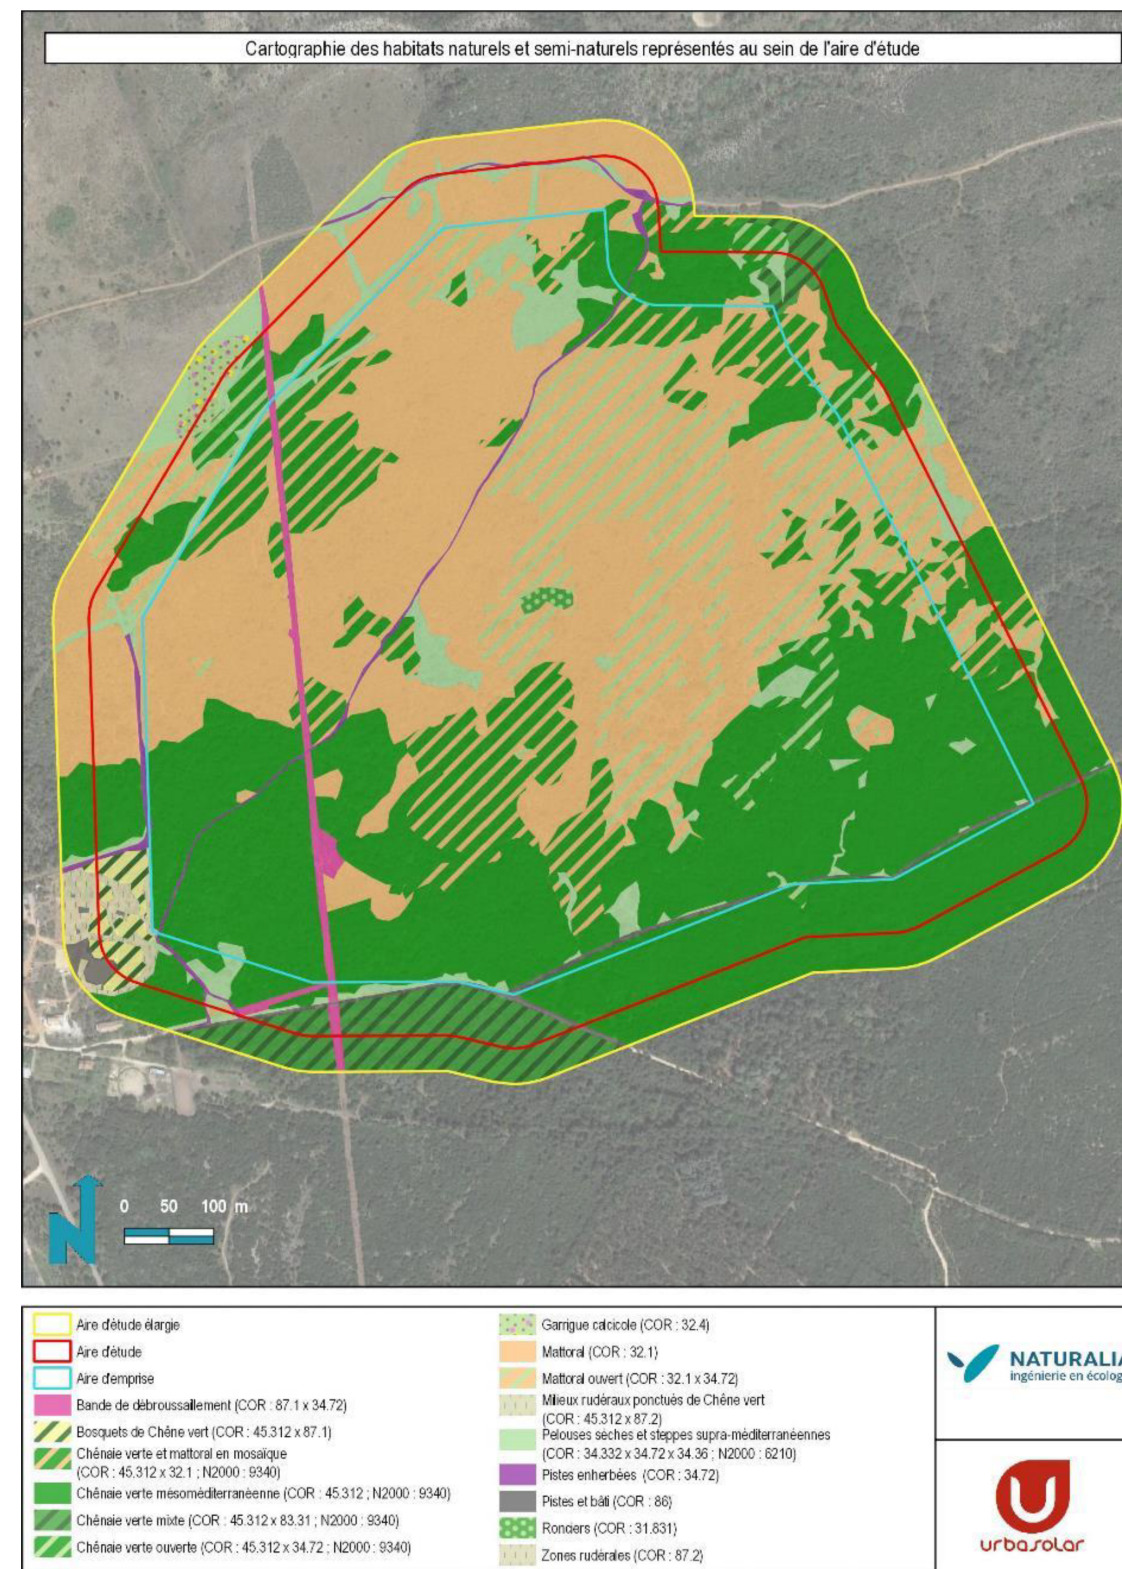 Cartographie des habitats naturels et semi-naturels représentés au sein de l'aire d'étude
N
0 50 100 m
Aire d'étude élargie
Aire d'étude
Aire d'emprise
Bande de débroussaillement (COR : 87.1 x 34.72)
Bosquets de Chêne vert (COR : 45.312 x 87.1)
Chênaie verte et mattoral en mosaïque
(COR : 45.312 x 32.1 ; N2000 : 9340)
Chênaie verte mésoméditerranéenne (COR : 45.312 ; N2000 : 9340)
Chênaie verte mixte (COR : 45.312 x 83.31 ; N2000 : 9340)
Chênaie verte ouverte (COR : 45.312 x 34.72 ; N2000 : 9340)
Garrigue calcicole (COR : 32.4)
Mattoral (COR : 32.1)
Mattoral ouvert (COR : 32.1 x 34.72)
Milieux rudéraux ponctués de Chêne vert
(COR : 45.312 x 87.2)
Pelouses sèches et steppes supra-méditerranéennes
(COR : 34.332 x 34.72 x 34.36 ; N2000 : 6210)
Pistes enherbées (COR : 34.72)
Pistes et bâti (COR : 86)
Ronciers (COR : 31.831)
Zones rudérales (COR : 87.2)
NATURALIA
ingénierie en écolog
urbasolar